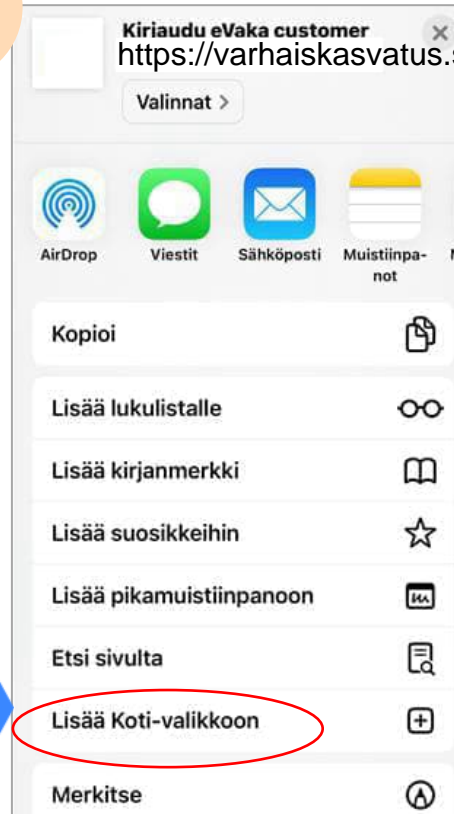 Kirjaudu eVaka customer
https://varhaiskasvatus.s
Valinnat >
AirDrop
Viestit
Sähköposti
Muistiinpa-
not
Kopioi
Lisää lukulistalle
Lisää kirjanmerkki
Lisää suosikkeihin
Lisää pikamuistiinpanoon
Etsi sivulta
Lisää Koti-valikkoon
Merkitse